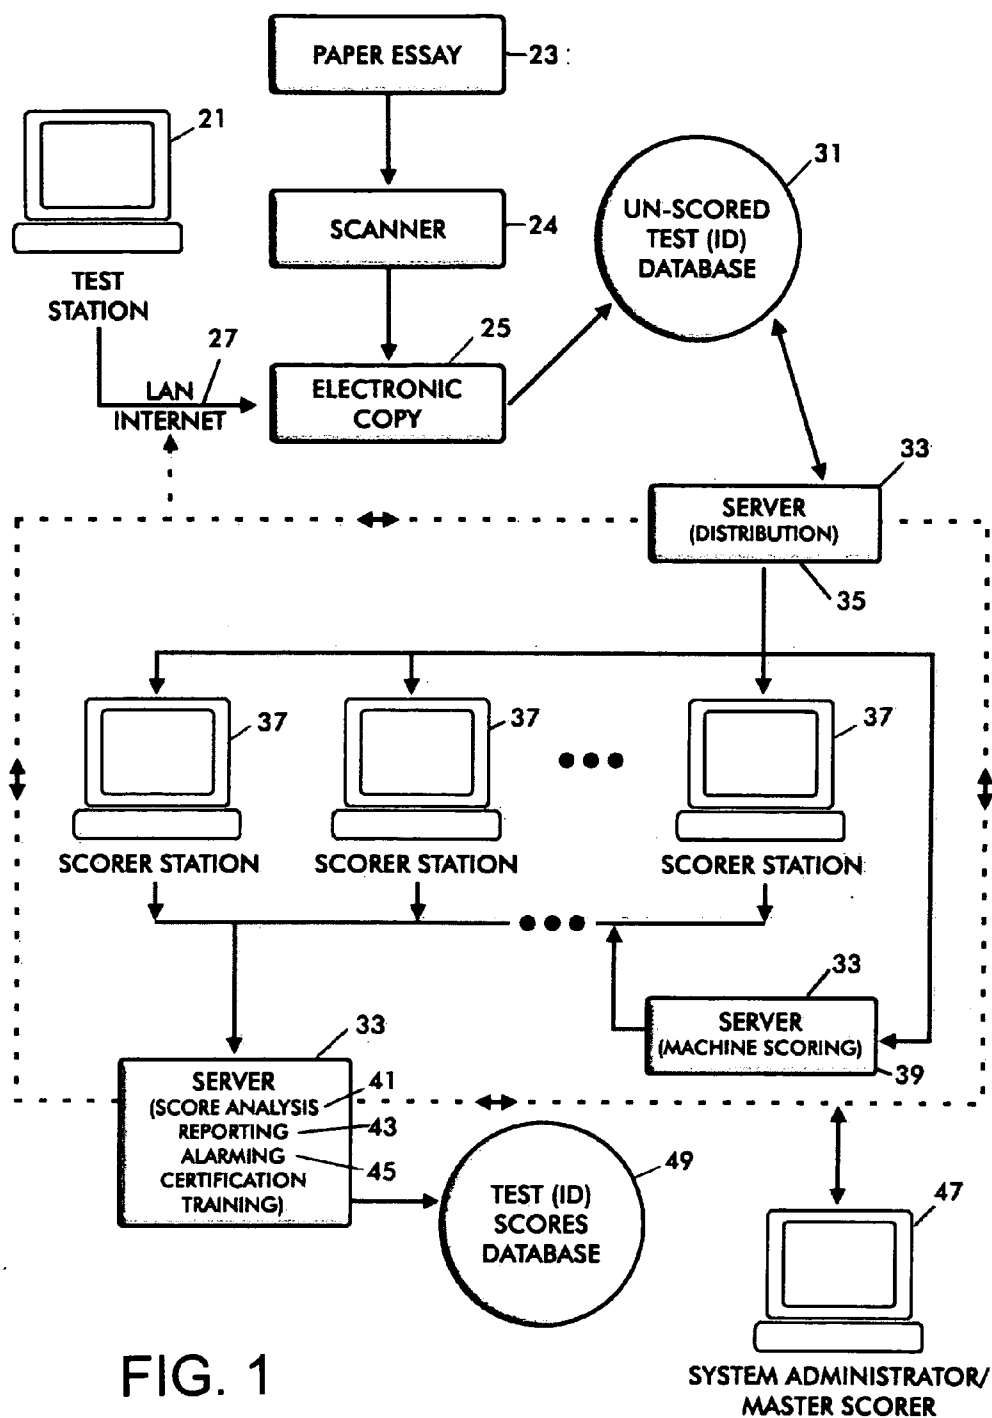 PAPER ESSAY
23
21
SCANNER
24
31
UN-SCORED
TEST (ID)
DATABASE
TEST
STATION
27
LAN
INTERNET
25
ELECTRONIC
COPY
33
SERVER
(DISTRIBUTION)
35
37
37
37
SCORER STATION
SCORER STATION
SCORER STATION
33
SERVER
(MACHINE SCORING)
39
33
SERVER
(SCORE ANALYSIS
41
REPORTING
43
ALARMING
45
CERTIFICATION
TRAINING)
49
TEST (ID)
SCORES
DATABASE
47
SYSTEM ADMINISTRATOR/
MASTER SCORER
FIG. 1